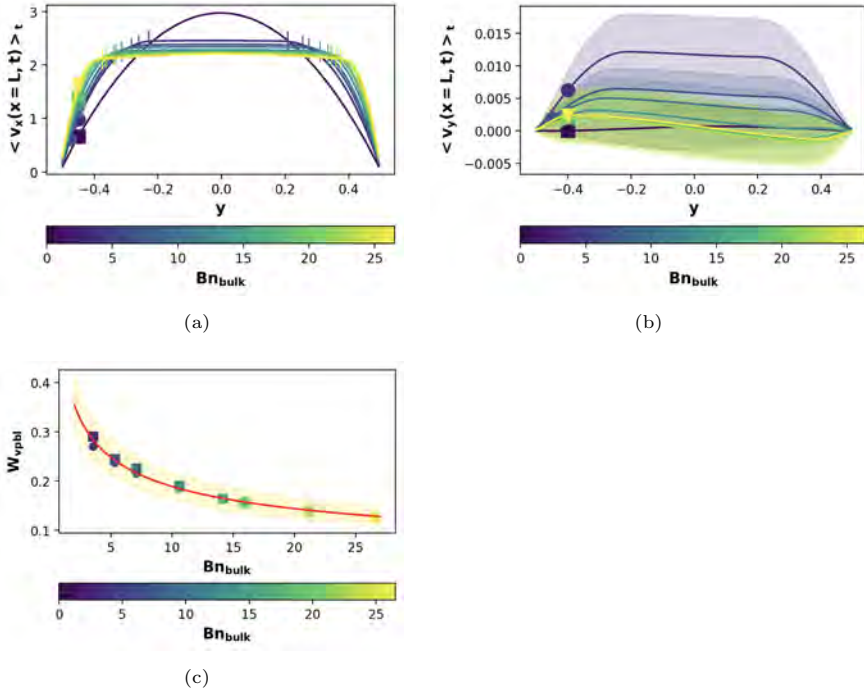 3
2
1
0
< v_x(x = L, t) >_t
−0.4 −0.2 0.0 0.2 0.4
y
0 5 10 15 20 25
Bn_bulk
(a)
0.015
0.010
0.005
0.000
−0.005
< v_y(x = L, t) >_t
−0.4 −0.2 0.0 0.2 0.4
y
0 5 10 15 20 25
Bn_bulk
(b)
0.4
0.3
0.2
0.1
W_vpbl
5 10 15 20 25
Bn_bulk
0 5 10 15 20 25
Bn_bulk
(c)